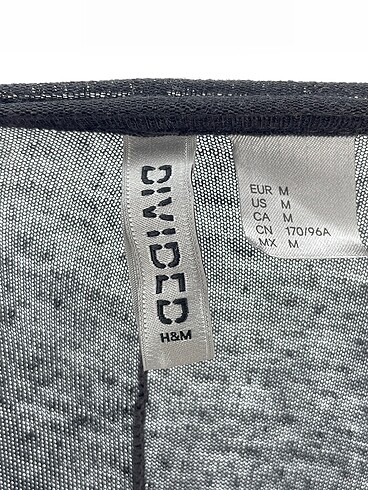 DIVIDED
H&M
EUR M
US M
CA M
CN 170/96A
MX M